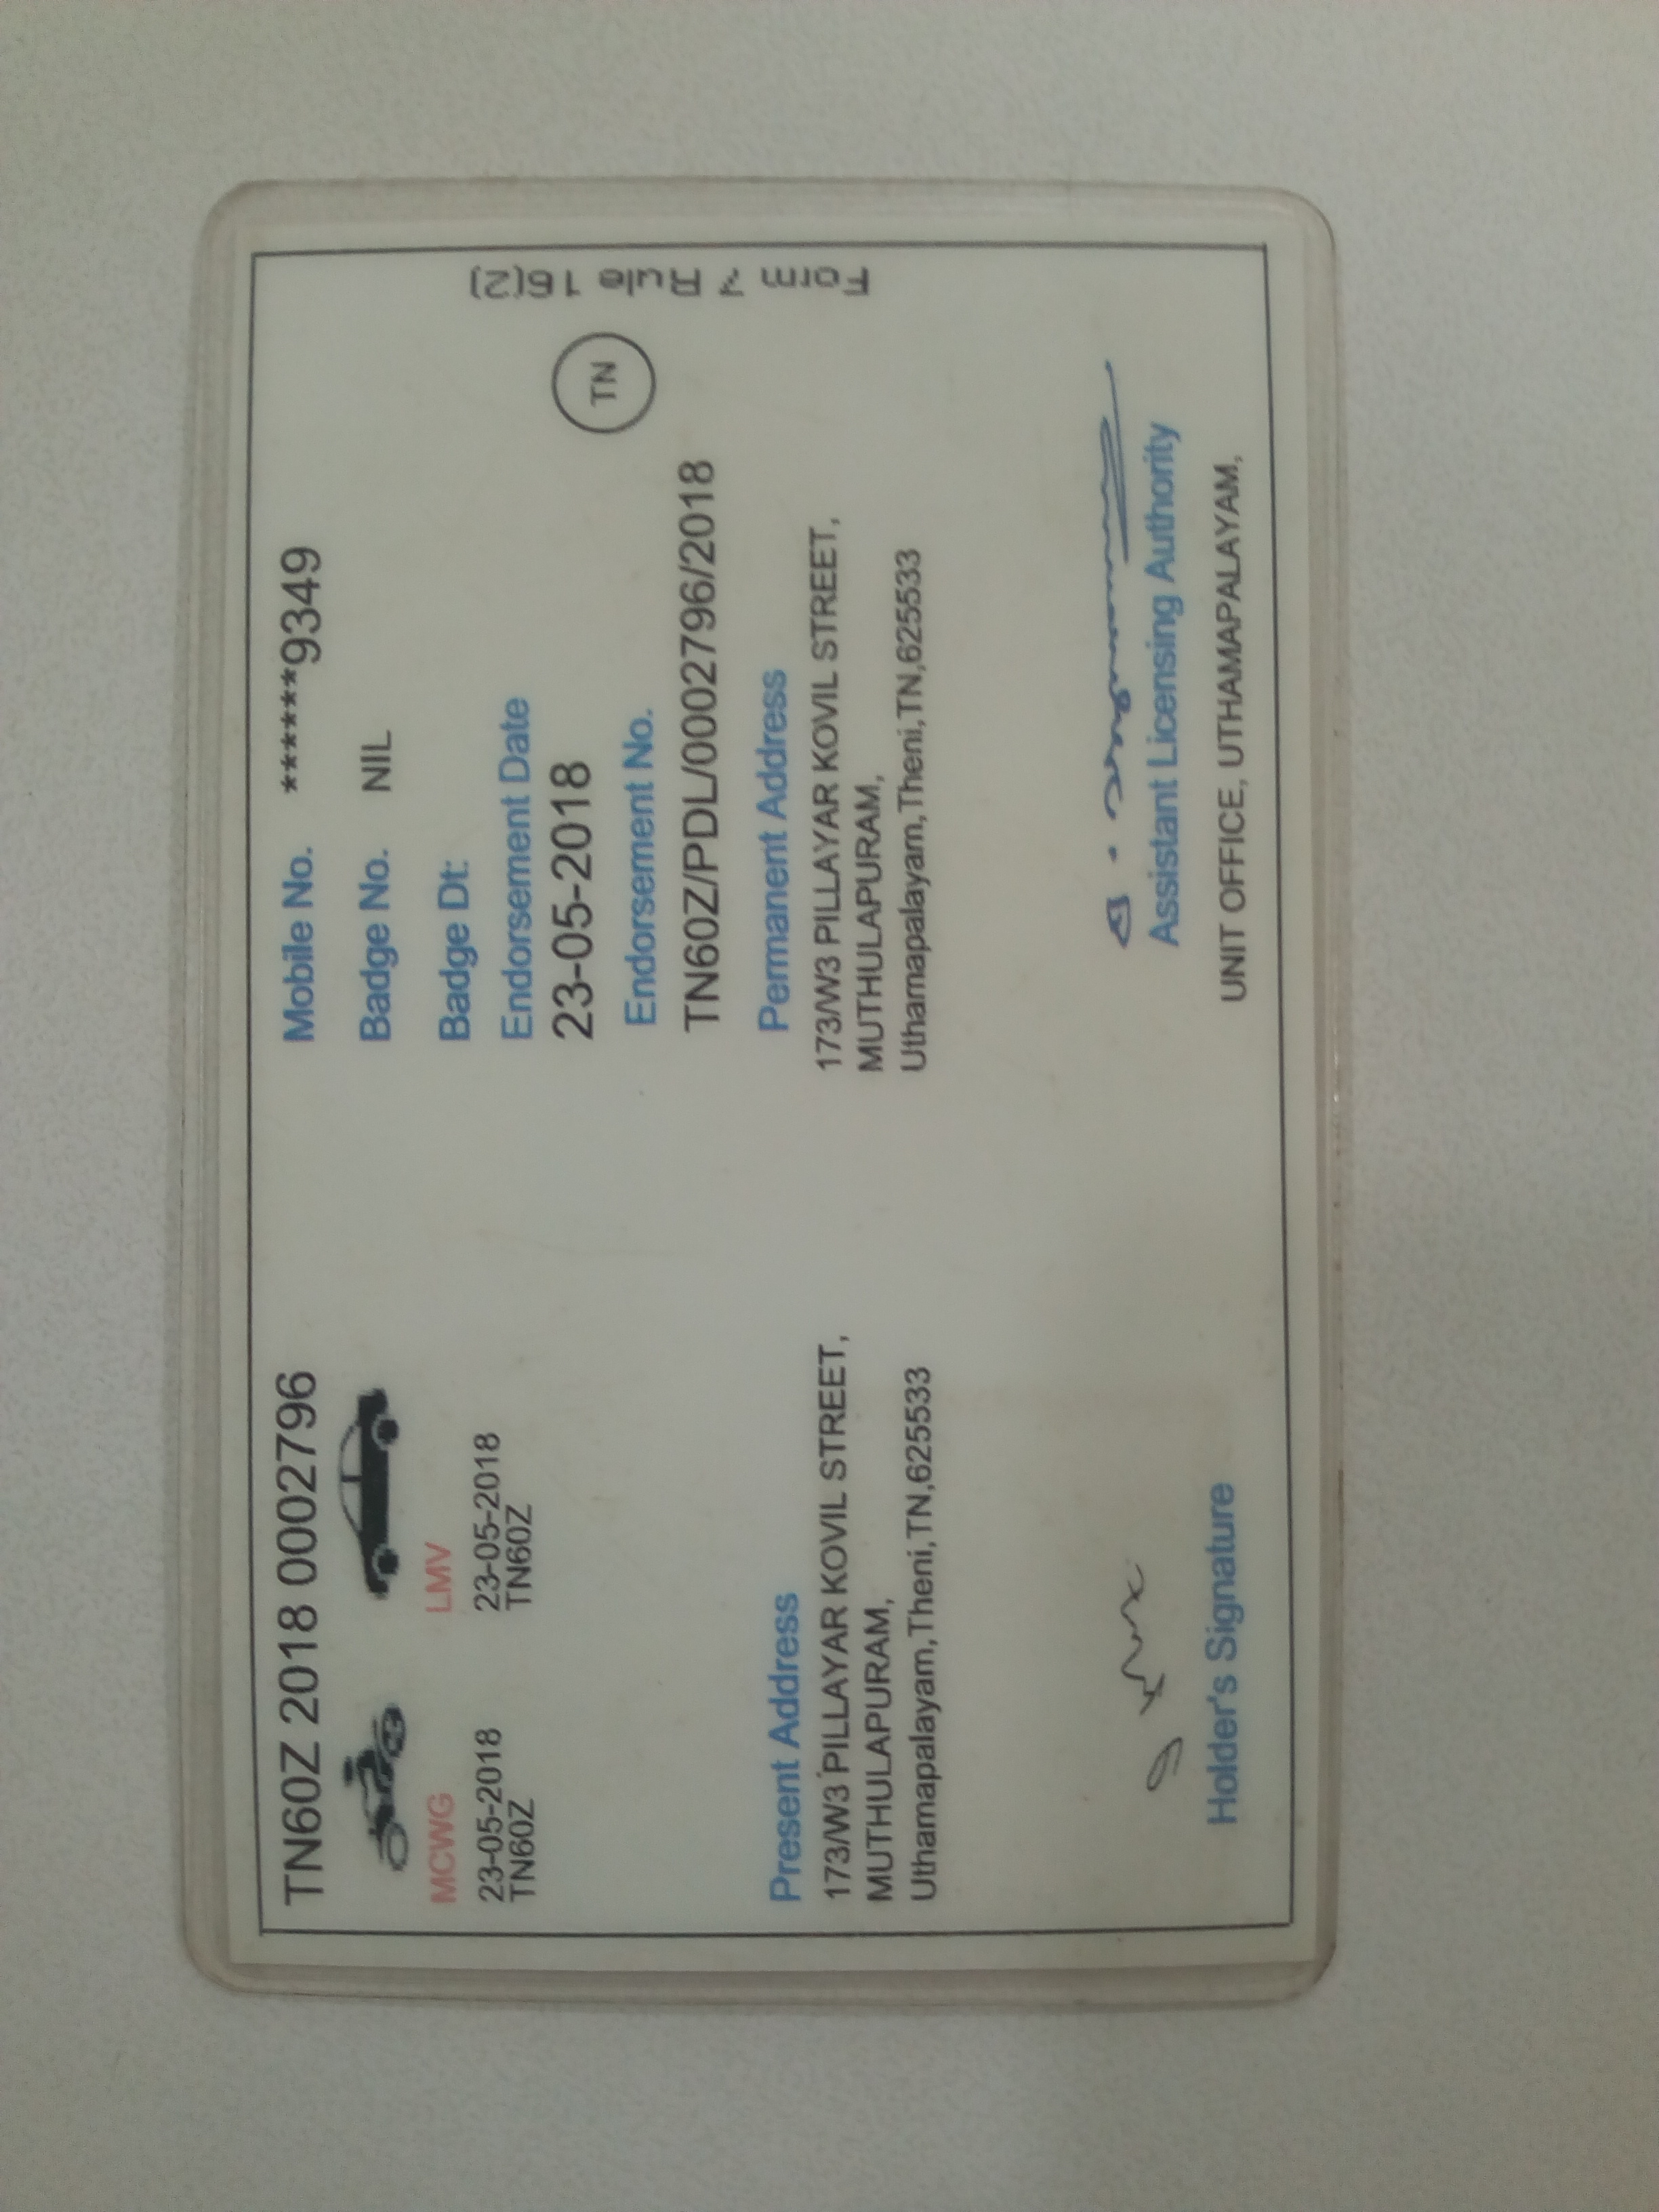 TN60Z 2018 0002796
MCWG
23-05-2018
TN60Z
LMV
23-05-2018
TN60Z
Present Address
173/W3 PILLAYAR KOVIL STREET,
MUTHULAPURAM,
Uthamapalayam,Theni,TN,625533
Holder's Signature
Mobile No. ******9349
Badge No. NIL
Badge Dt:
Endorsement Date
23-05-2018
Endorsement No.
TN60Z/PDL/0002796/2018
TN
Permanent Address
173/W3 PILLAYAR KOVIL STREET,
MUTHULAPURAM,
Uthamapalayam,Theni,TN,625533
Assistant Licensing Authority
UNIT OFFICE, UTHAMAPALAYAM,
Form 7 Rule 16(2)